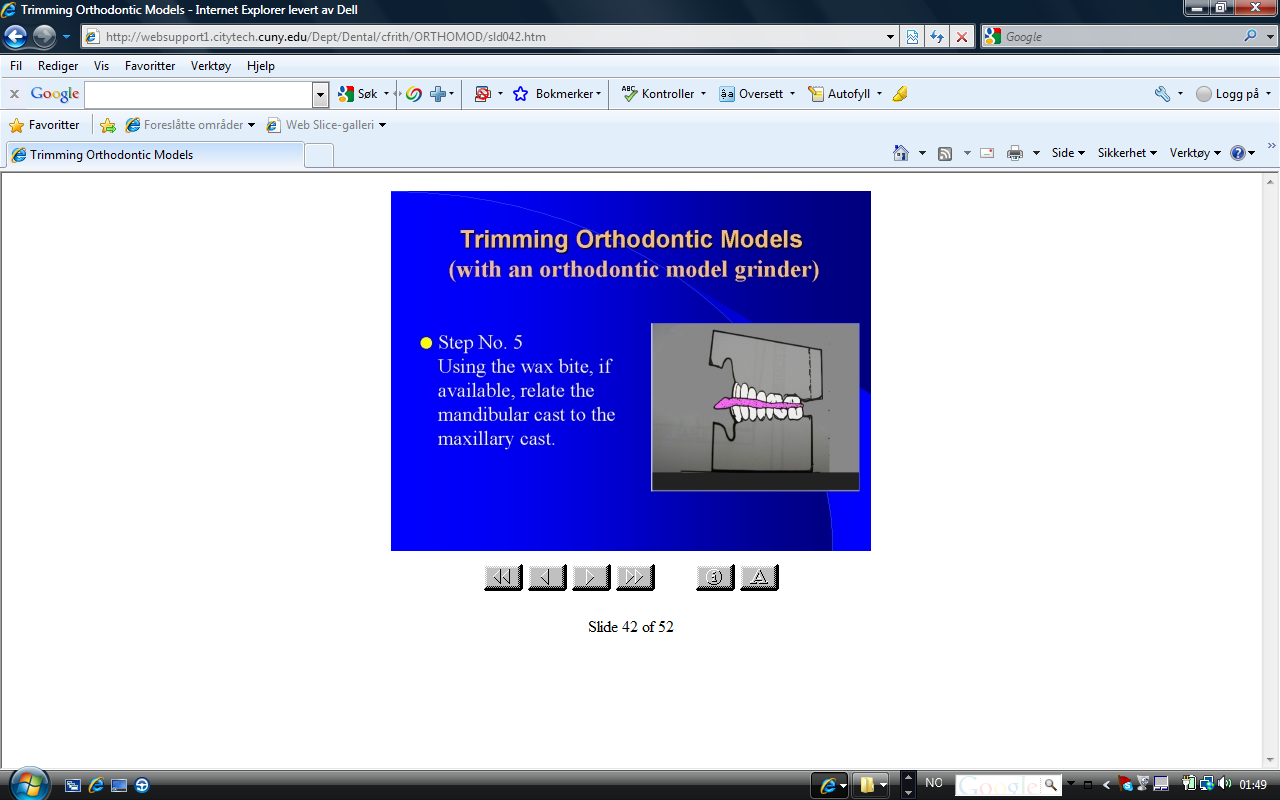 Trimming Orthodontic Models - Internet Explorer levert av Dell
http://websupport1.citytech.cuny.edu/Dept/Dental/cfrith/ORTHOMOD/sld042.htm
Google
Fil Rediger Vis Favoritter Verktøy Hjelp
x Google Søk Bokmerker ABC Kontroller âä Oversett Autofyll Logg på
Favoritter Foreslåtte områder Web Slice-galleri
Trimming Orthodontic Models Side Sikkerhet Verktøy »
Trimming Orthodontic Models
(with an orthodontic model grinder)
Step No. 5
Using the wax bite, if
available, relate the
mandibular cast to the
maxillary cast.
Slide 42 of 52
NO Google 01:49